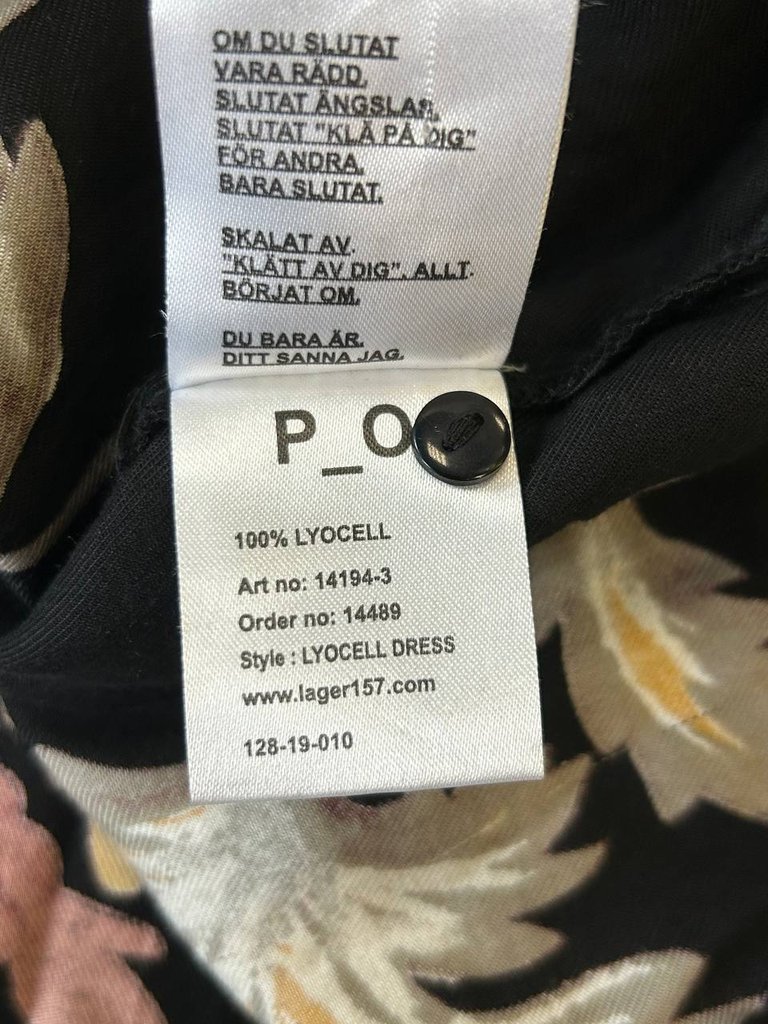 OM DU SLUTAT
VARA RÄDD.
SLUTAT ÄNGSLAS.
SLUTAT "KLÄ PÅ DIG"
FÖR ANDRA.
BARA SLUTAT.
SKALAT AV.
"KLÄTT AV DIG". ALLT.
BÖRJAT OM.
DU BARA ÄR.
DITT SANNA JAG.
P_O
100% LYOCELL
Art no: 14194-3
Order no: 14489
Style : LYOCELL DRESS
www.lager157.com
128-19-010